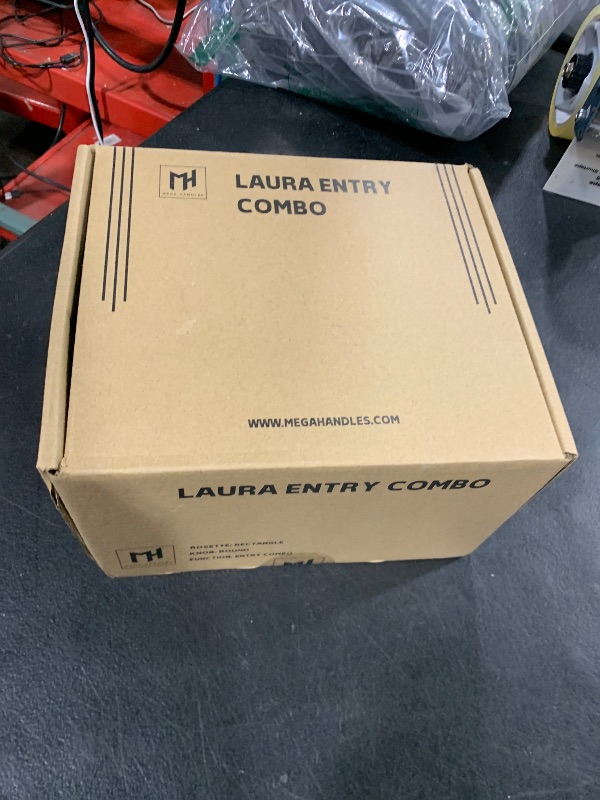 MH
MEGA HANDLES
LAURA ENTRY
COMBO
WWW.MEGAHANDLES.COM
LAURA ENTRY COMBO
MH
ROSETTE: RECTANGLE
KNOB: ROUND
FUNCTION: ENTRY COMBO
MH